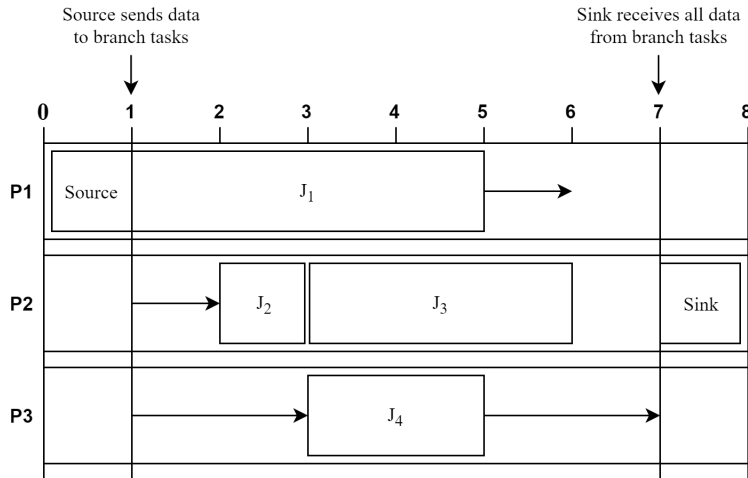 Source sends data
to branch tasks
Sink receives all data
from branch tasks
0 1 2 3 4 5 6 7 8
P1 Source J1
P2 J2 J3 Sink
P3 J4